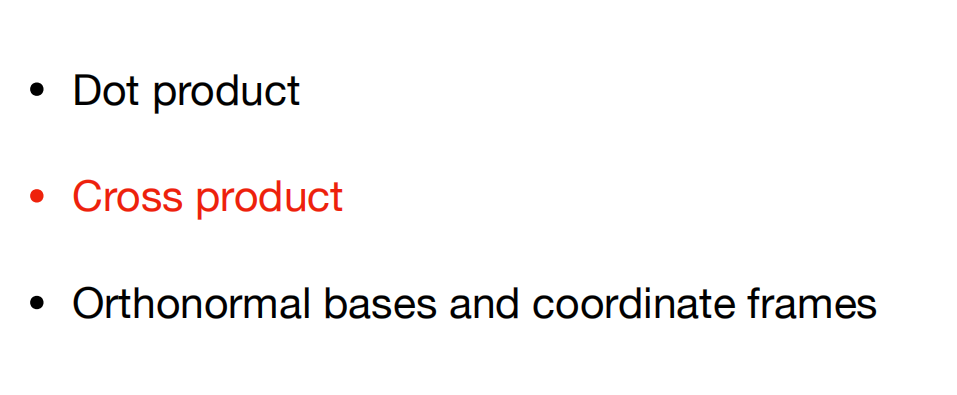 • Dot product
• Cross product
• Orthonormal bases and coordinate frames